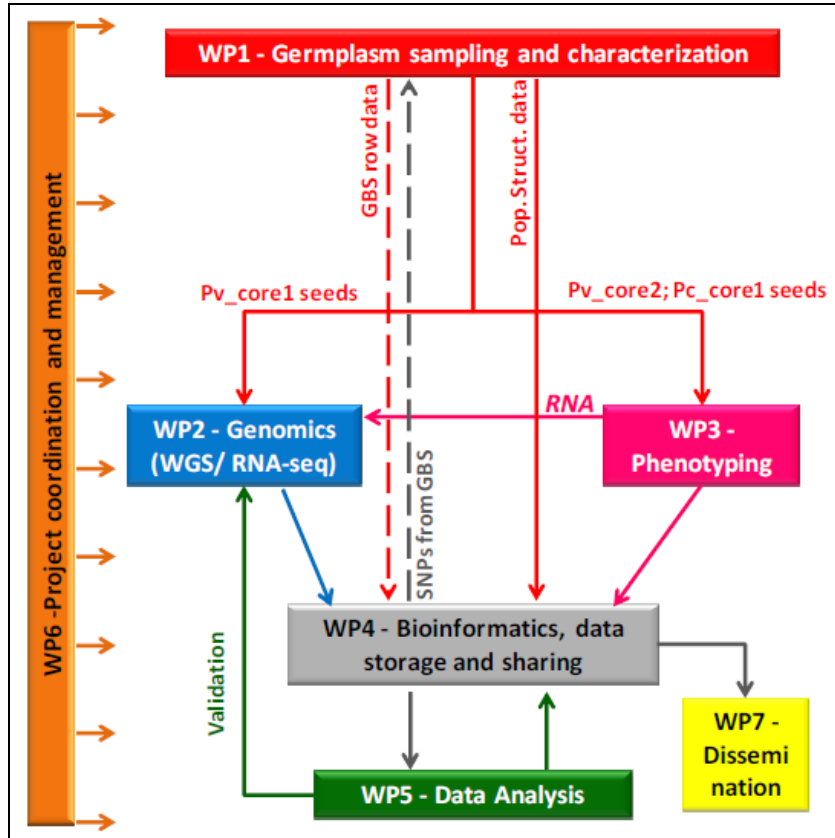 WP6 -Project coordination and management
WP1 - Germplasm sampling and characterization
GBS row data
Pop. Struct. data
Pv_core1 seeds
Pv_core2; Pc_core1 seeds
WP2 - Genomics
(WGS/ RNA-seq)
RNA
WP3 -
Phenotyping
SNPs from GBS
WP4 - Bioinformatics, data
storage and sharing
Validation
WP7 -
Dissemi
nation
WP5 - Data Analysis